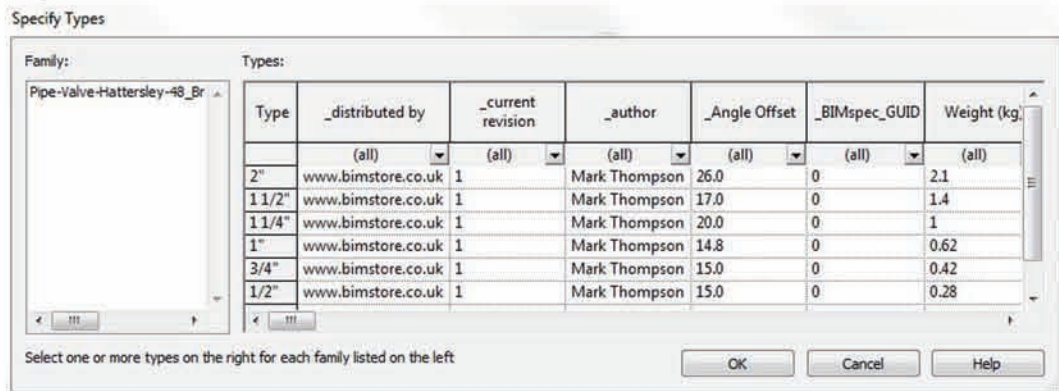 Specify Types
Family: Types:
Pipe-Valve-Hattersley-48_Br
Type _distributed by _current revision _author _Angle Offset _BIMspec_GUID Weight (kg)
(all) (all) (all) (all) (all) (all)
2" www.bimstore.co.uk 1 Mark Thompson 26.0 0 2.1
1 1/2" www.bimstore.co.uk 1 Mark Thompson 17.0 0 1.4
1 1/4" www.bimstore.co.uk 1 Mark Thompson 20.0 0 1
1" www.bimstore.co.uk 1 Mark Thompson 14.8 0 0.62
3/4" www.bimstore.co.uk 1 Mark Thompson 15.0 0 0.42
1/2" www.bimstore.co.uk 1 Mark Thompson 15.0 0 0.28
Select one or more types on the right for each family listed on the left
OK Cancel Help